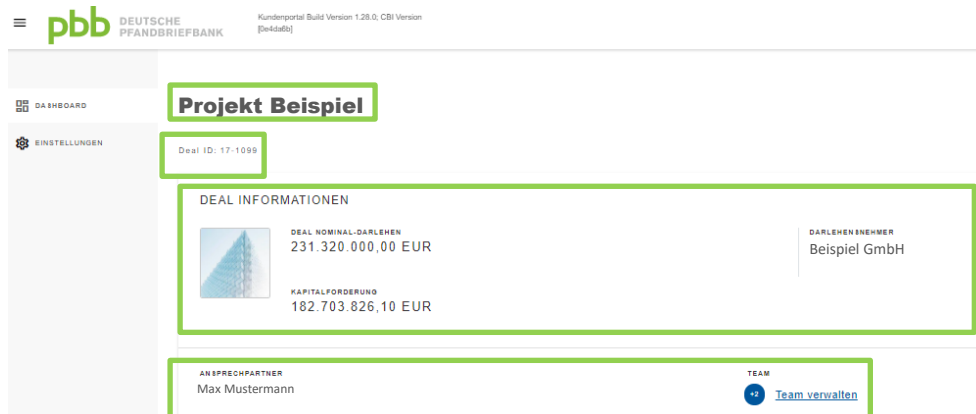 pbb DEUTSCHE
PFANDBRIEFBANK
Kundenportal Build Version 1.28.0; CBI Version
[0e4da6b]
DASHBOARD
EINSTELLUNGEN
Projekt Beispiel
Deal ID: 17-1099
DEAL INFORMATIONEN
DEAL NOMINAL-DARLEHEN
231.320.000,00 EUR
DARLEHENSNEHMER
Beispiel GmbH
KAPITALFORDERUNG
182.703.826,10 EUR
ANSPRECHPARTNER
Max Mustermann
TEAM
+2 Team verwalten